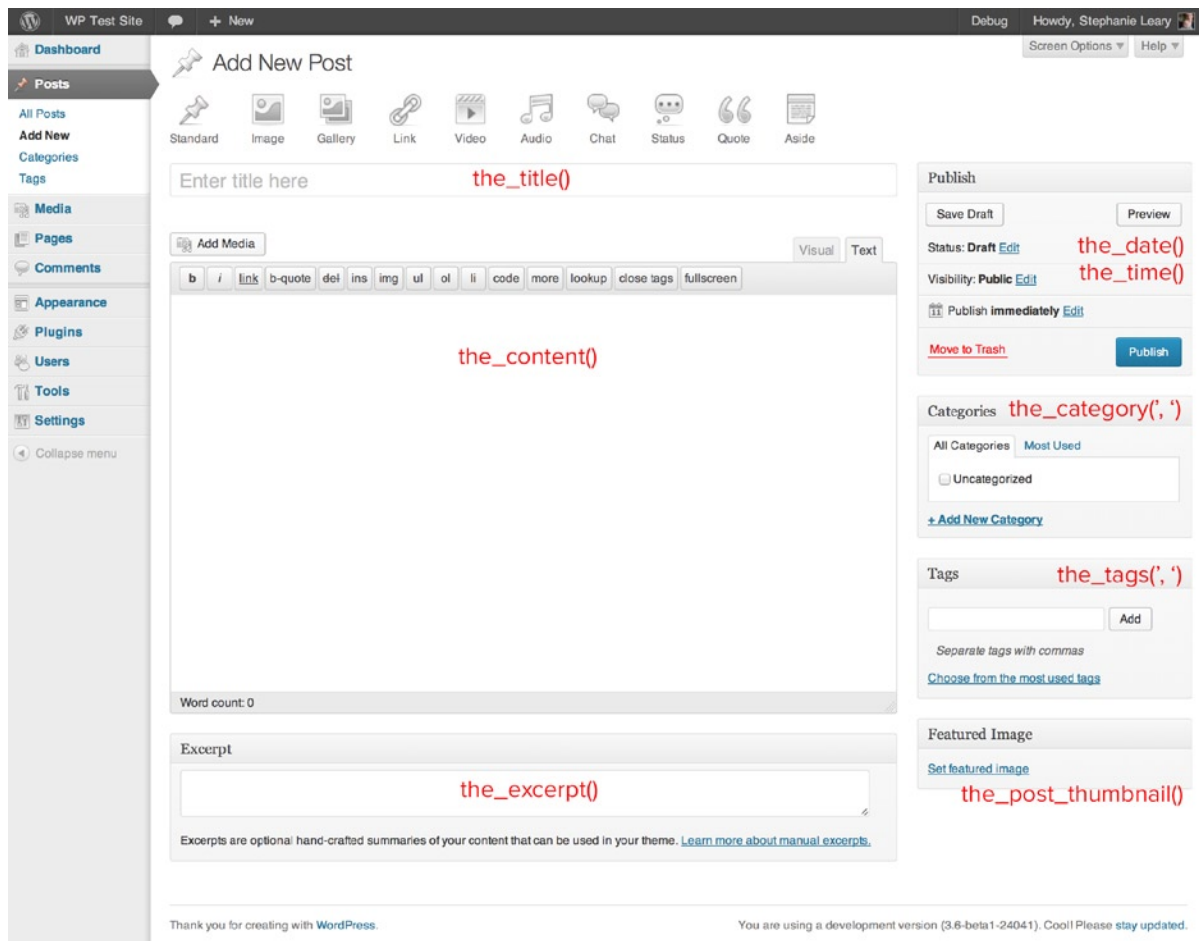 WP Test Site + New Debug Howdy, Stephanie Leary
Screen Options Help
Dashboard
Posts
All Posts
Add New
Categories
Tags
Media
Pages
Comments
Appearance
Plugins
Users
Tools
Settings
Collapse menu
Add New Post
Standard Image Gallery Link Video Audio Chat Status Quote Aside
Enter title here the_title()
Add Media Visual Text
b i link b-quote del ins img ul ol li code more lookup close tags fullscreen
the_content()
Word count: 0
Excerpt
the_excerpt()
Excerpts are optional hand-crafted summaries of your content that can be used in your theme. Learn more about manual excerpts.
Publish
Save Draft Preview
Status: Draft Edit the_date()
Visibility: Public Edit the_time()
11 Publish immediately Edit
Move to Trash Publish
Categories the_category(’, ‘)
All Categories Most Used
Uncategorized
+ Add New Category
Tags the_tags(’, ‘)
Add
Separate tags with commas
Choose from the most used tags
Featured Image
Set featured image
the_post_thumbnail()
Thank you for creating with WordPress. You are using a development version (3.6-beta1-24041). Cool! Please stay updated.